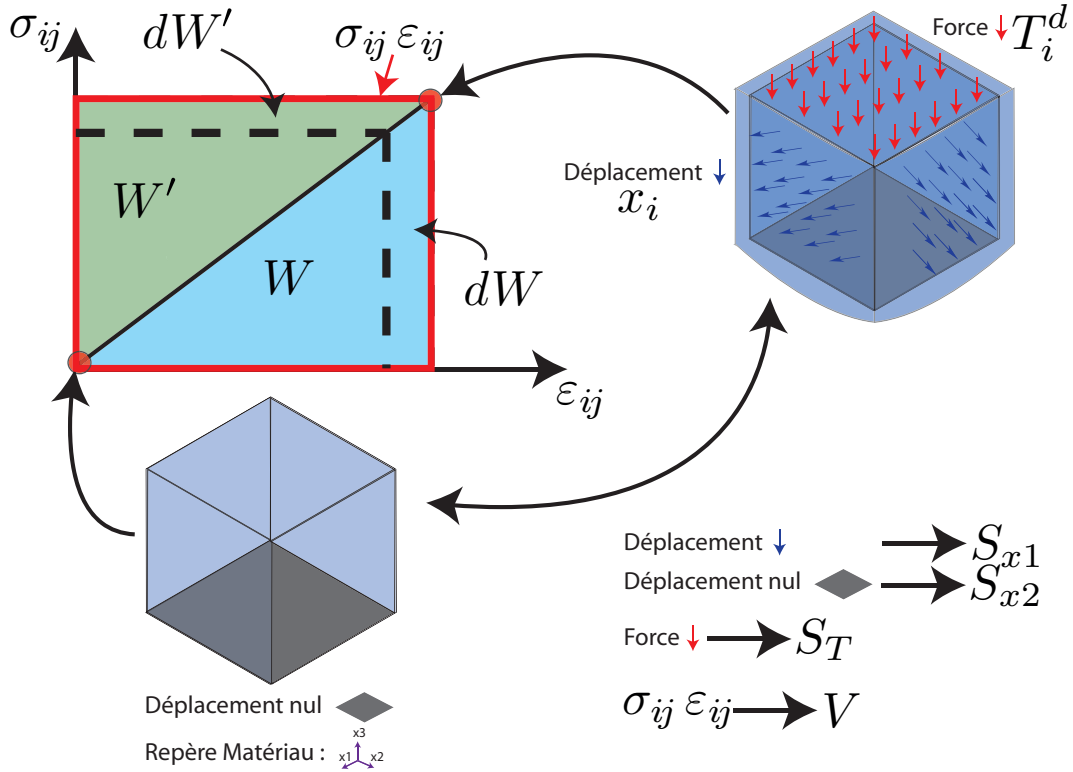 σij
dW′
σij εij
Force Tᵢᵈ
W′
Déplacement
xi
W
dW
εij
Déplacement Sx1
Déplacement nul Sx2
Force ST
σij εij V
Déplacement nul
Repère Matériau :
x3
x1 x2